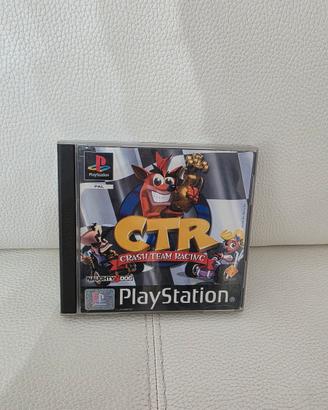 PlayStation
PAL
CTR
CRASH TEAM RACING
NAUGHTY DOG
PlayStation